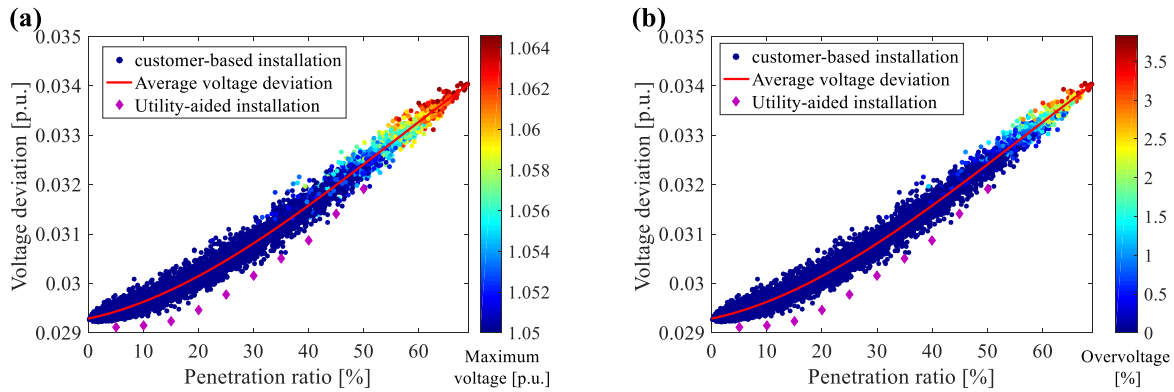 (a)
0.035
0.034
0.033
0.032
0.031
0.03
0.029
Voltage deviation [p.u.]
customer-based installation
Average voltage deviation
Utility-aided installation
0 10 20 30 40 50 60
Penetration ratio [%]
1.064
1.062
1.06
1.058
1.056
1.054
1.052
1.05
Maximum
voltage [p.u.]
(b)
0.035
0.034
0.033
0.032
0.031
0.03
0.029
Voltage deviation [p.u.]
customer-based installation
Average voltage deviation
Utility-aided installation
0 10 20 30 40 50 60
Penetration ratio [%]
3.5
3
2.5
2
1.5
1
0.5
0
Overvoltage
[%]